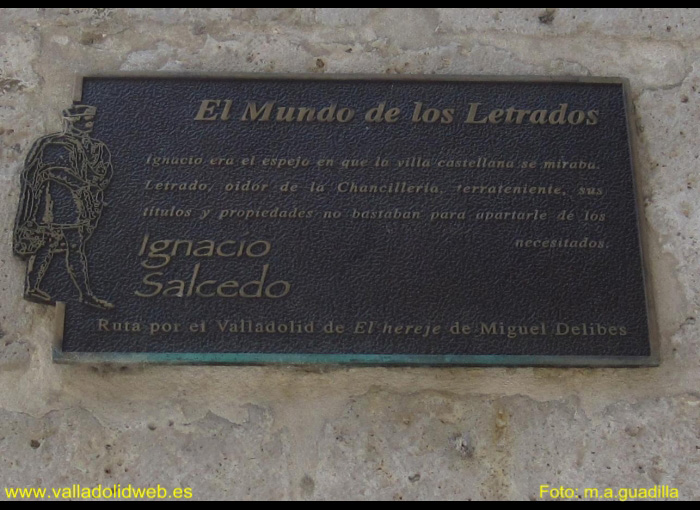 El Mundo de los Letrados
Ignacio era el espejo en que la villa castellana se miraba.
Letrado, oidor de la Chancillería, terrateniente, sus
títulos y propiedades no bastaban para apartarle de los
necesitados.
Ignacio
Salcedo
Ruta por el Valladolid de El hereje de Miguel Delibes
www.valladolidweb.es
Foto: m.a.guadilla